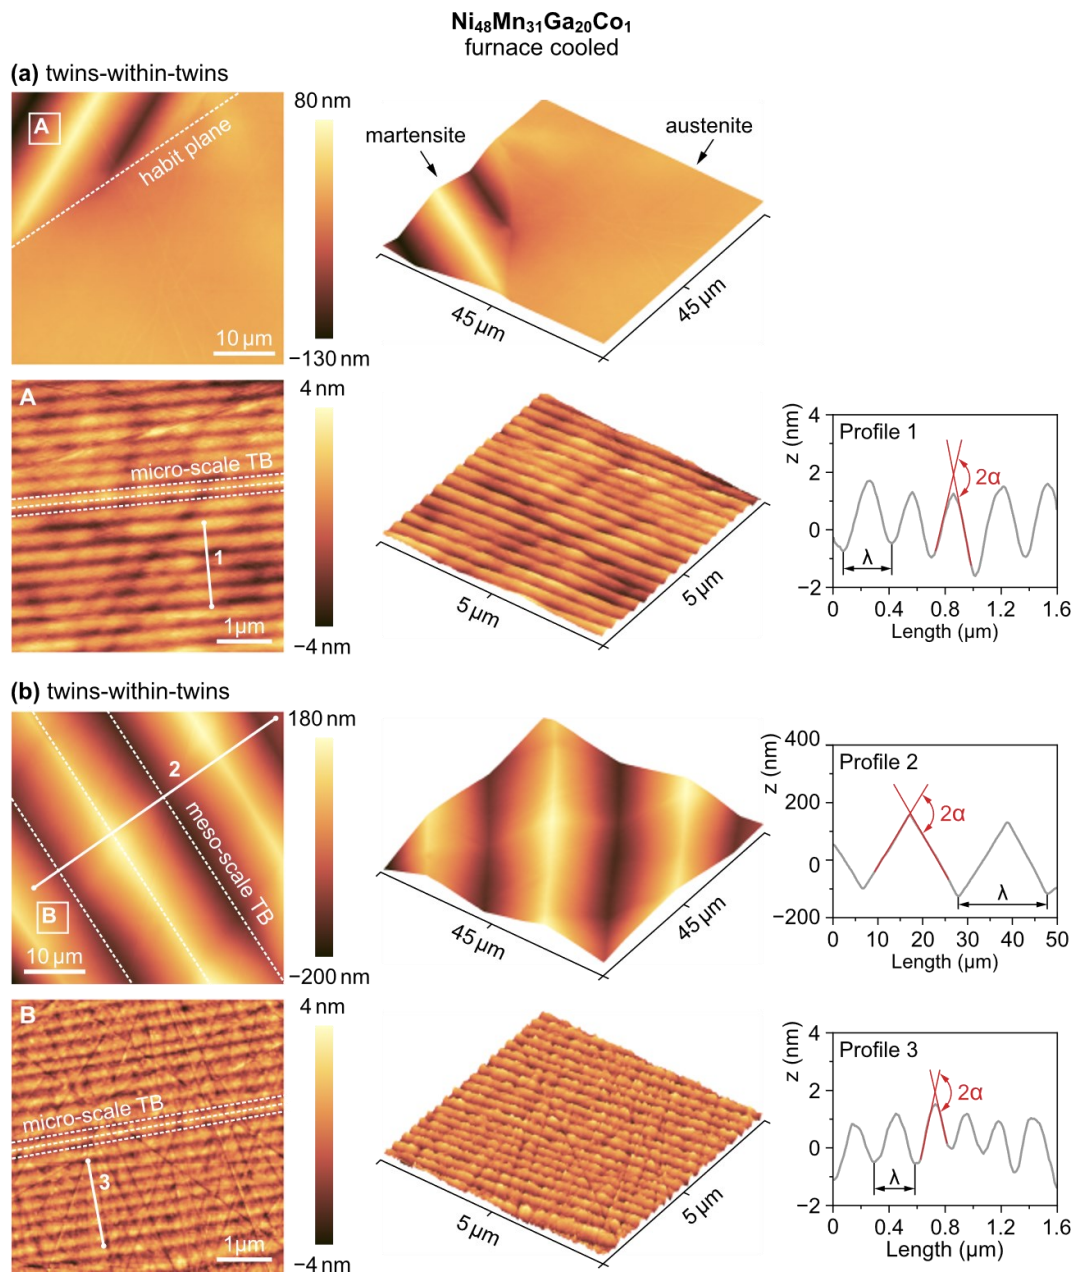 Ni48Mn31Ga20Co1
furnace cooled
(a) twins-within-twins
A
habit plane
10 µm
80 nm
−130 nm
martensite
austenite
45 µm
45 µm
A
micro-scale TB
1
1µm
4 nm
−4 nm
5 µm
5 µm
Profile 1
2α
λ
z (nm)
4
2
0
−2
0 0.4 0.8 1.2 1.6
Length (µm)
(b) twins-within-twins
2
meso-scale TB
B
10 µm
180 nm
−200 nm
45 µm
45 µm
Profile 2
2α
λ
z (nm)
400
200
0
−200
0 10 20 30 40 50
Length (µm)
B
micro-scale TB
3
1µm
4 nm
−4 nm
5 µm
5 µm
Profile 3
2α
λ
z (nm)
4
2
0
−2
0 0.4 0.8 1.2 1.6
Length (µm)